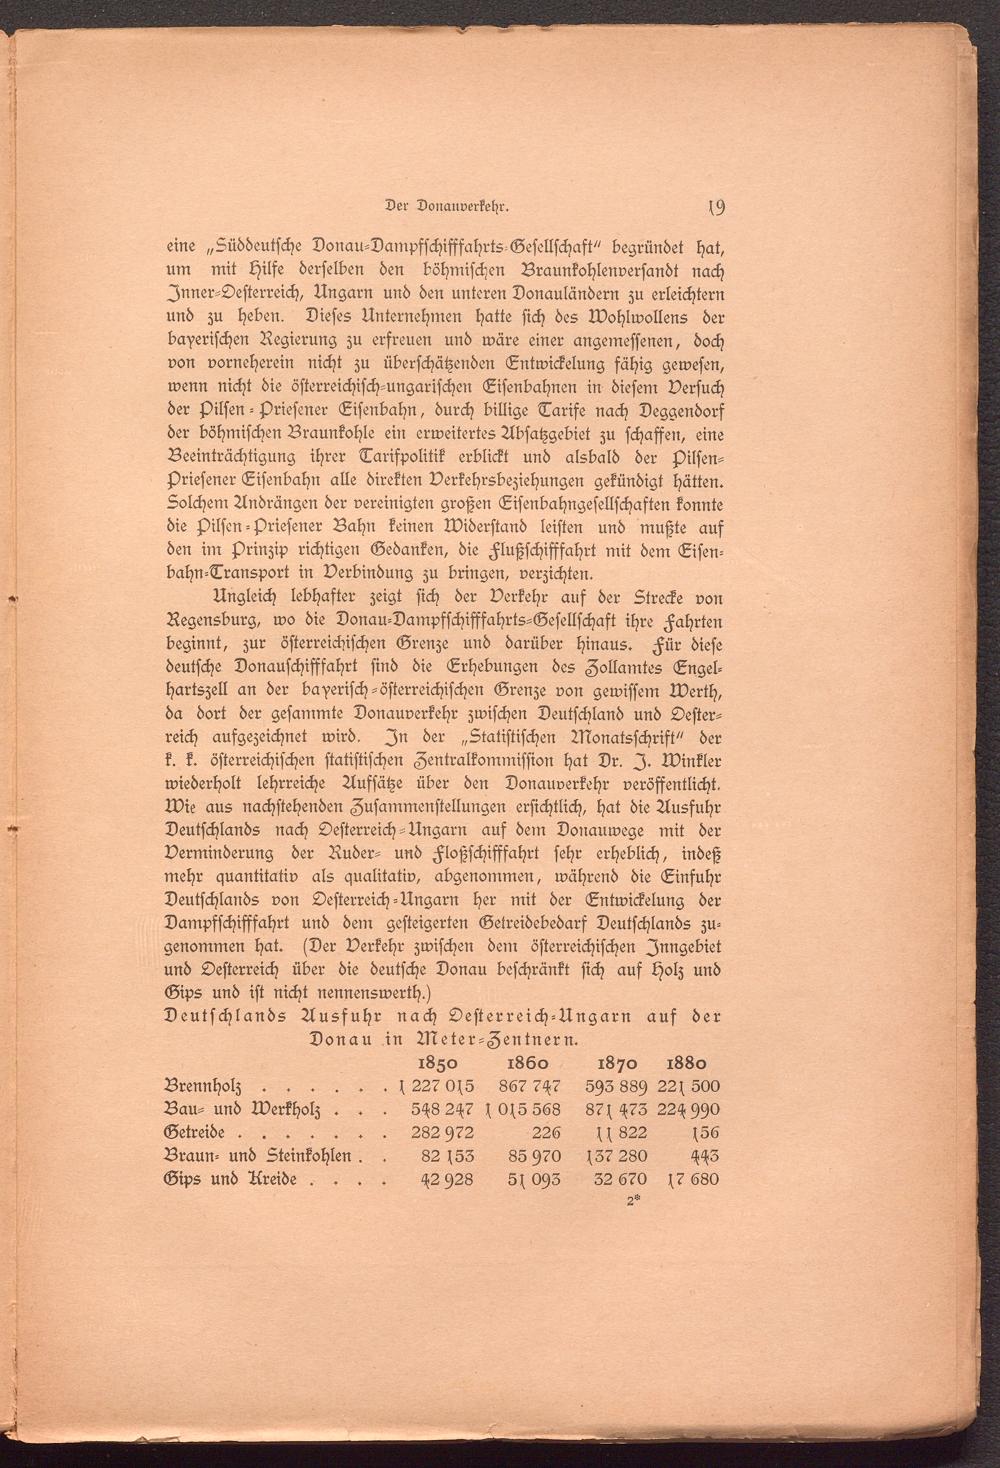 Der Donauverkehr. 19
eine „Süddeutsche Donau-Dampfschifffahrts-Gesellschaft“ begründet hat,
um mit Hilfe derselben den böhmischen Braunkohlenversandt nach
Inner-Oesterreich, Ungarn und den unteren Donauländern zu erleichtern
und zu heben. Dieses Unternehmen hatte sich des Wohlwollens der
bayerischen Regierung zu erfreuen und wäre einer angemessenen, doch
von vorneherein nicht zu überschätzenden Entwickelung fähig gewesen,
wenn nicht die österreichisch-ungarischen Eisenbahnen in diesem Versuch
der Pilsen-Priesener Eisenbahn, durch billige Tarife nach Deggendorf
der böhmischen Braunkohle ein erweitertes Absatzgebiet zu schaffen, eine
Beeinträchtigung ihrer Tarifpolitik erblickt und alsbald der Pilsen-
Priesener Eisenbahn alle direkten Verkehrsbeziehungen gekündigt hätten.
Solchem Andrängen der vereinigten großen Eisenbahngesellschaften konnte
die Pilsen-Priesener Bahn keinen Widerstand leisten und mußte auf
den im Prinzip richtigen Gedanken, die Flußschifffahrt mit dem Eisen-
bahn-Transport in Verbindung zu bringen, verzichten.
Ungleich lebhafter zeigt sich der Verkehr auf der Strecke von
Regensburg, wo die Donau-Dampfschifffahrts-Gesellschaft ihre Fahrten
beginnt, zur österreichischen Grenze und darüber hinaus. Für diese
deutsche Donauschifffahrt sind die Erhebungen des Zollamtes Engel-
hartszell an der bayerisch-österreichischen Grenze von gewissem Werth,
da dort der gesammte Donauverkehr zwischen Deutschland und Oester-
reich aufgezeichnet wird. In der „Statistischen Monatsschrift“ der
k. k. österreichischen statistischen Zentralkommission hat Dr. J. Winkler
wiederholt lehrreiche Aufsätze über den Donauverkehr veröffentlicht.
Wie aus nachstehenden Zusammenstellungen ersichtlich, hat die Ausfuhr
Deutschlands nach Oesterreich-Ungarn auf dem Donauwege mit der
Verminderung der Ruder- und Floßschifffahrt sehr erheblich, indeß
mehr quantitativ als qualitativ, abgenommen, während die Einfuhr
Deutschlands von Oesterreich-Ungarn her mit der Entwickelung der
Dampfschifffahrt und dem gesteigerten Getreidebedarf Deutschlands zu-
genommen hat. (Der Verkehr zwischen dem österreichischen Inngebiet
und Oesterreich über die deutsche Donau beschränkt sich auf Holz und
Gips und ist nicht nennenswerth.)
Deutschlands Ausfuhr nach Oesterreich-Ungarn auf der
Donau in Meter-Zentnern.
1850 1860 1870 1880
Brennholz . . . . . . 1 227 015 867 747 593 889 221 500
Bau- und Werkholz . . . 548 247 1 015 568 871 473 224 990
Getreide . . . . . . . 282 972 226 11 822 156
Braun- und Steinkohlen . . 82 153 85 970 137 280 443
Gips und Kreide . . . . 42 928 51 093 32 670 17 680
2*